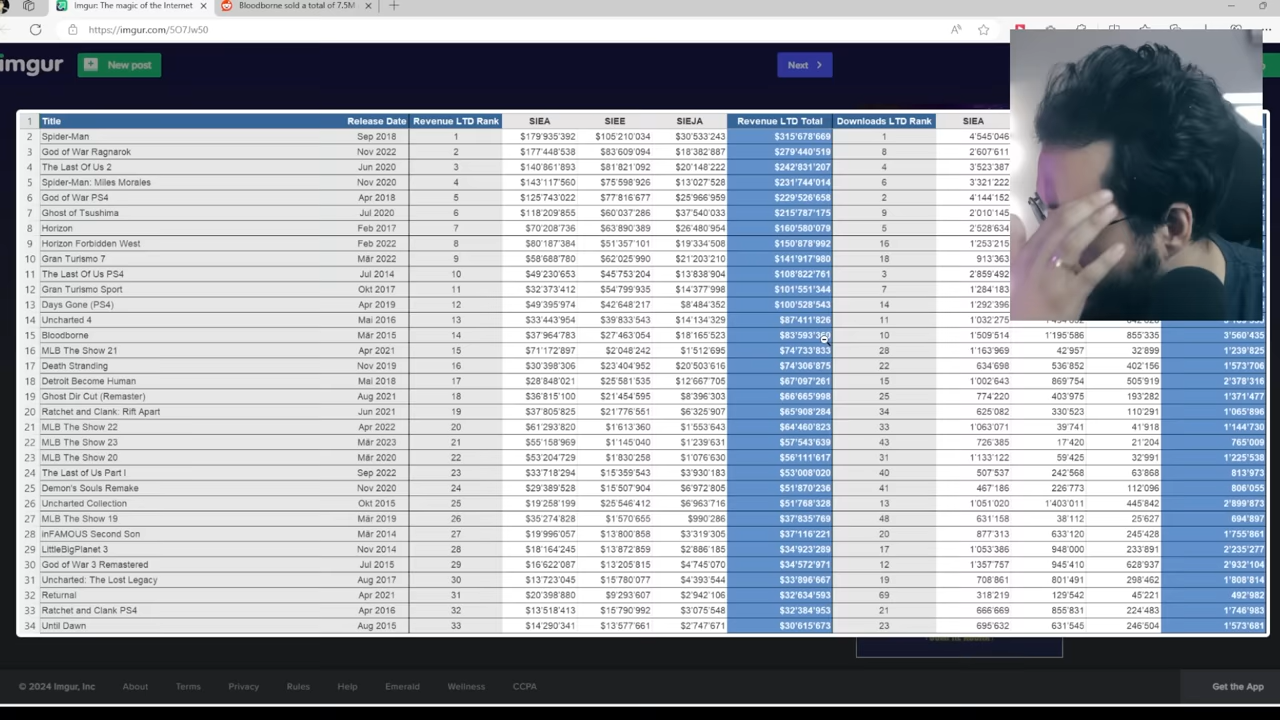 Imgur: The magic of the Internet
Bloodborne sold a total of 7.5M
https://imgur.com/5O7Jw50
imgur New post Next
1 Title Release Date Revenue LTD Rank SIEA SIEE SIEJA Revenue LTD Total Downloads LTD Rank SIEA
2 Spider-Man Sep 2018 1 $179'935'392 $105'210'034 $30'533'243 $315'678'669 1 4'545'046
3 God of War Ragnarok Nov 2022 2 $177'448'538 $83'609'094 $18'382'887 $279'440'519 8 2'607'611
4 The Last Of Us 2 Jun 2020 3 $140'861'893 $81'821'092 $20'148'222 $242'831'207 4 3'523'387
5 Spider-Man: Miles Morales Nov 2020 4 $143'117'560 $75'598'926 $13'027'528 $231'744'014 6 3'321'222
6 God of War PS4 Apr 2018 5 $125'743'022 $77'816'677 $25'966'959 $229'526'658 2 4'144'152
7 Ghost of Tsushima Jul 2020 6 $118'209'855 $60'037'286 $37'540'033 $215'787'175 9 2'010'145
8 Horizon Feb 2017 7 $70'208'736 $63'890'389 $26'480'954 $160'580'079 5 2'528'634
9 Horizon Forbidden West Feb 2022 8 $80'187'384 $51'357'101 $19'334'508 $150'878'992 16 1'253'215
10 Gran Turismo 7 Mär 2022 9 $58'688'780 $62'025'990 $21'203'210 $141'917'980 18 913'363
11 The Last Of Us PS4 Jul 2014 10 $49'230'653 $45'753'204 $13'838'904 $108'822'761 3 2'859'492
12 Gran Turismo Sport Okt 2017 11 $32'373'412 $54'799'935 $14'377'998 $101'551'344 7 1'284'183
13 Days Gone (PS4) Apr 2019 12 $49'395'974 $42'648'217 $8'484'352 $100'528'543 14 1'292'396
14 Uncharted 4 Mai 2016 13 $33'443'954 $39'833'543 $14'134'329 $87'411'826 11 1'032'275
15 Bloodborne Mär 2015 14 $37'964'783 $27'463'054 $18'165'523 10 1'509'514 1'195'586 855'335 3'560'435
16 MLB The Show 21 Apr 2021 15 $71'172'897 $2'048'242 $1'512'695 $74'733'833 28 1'163'969 42'957 32'899 1'239'825
17 Death Stranding Nov 2019 16 $30'398'306 $23'404'952 $20'503'616 $74'306'875 22 634'698 536'852 402'156 1'573'706
18 Detroit Become Human Mai 2018 17 $28'848'021 $25'581'535 $12'667'705 $67'097'261 15 1'002'643 869'754 505'919 2'378'316
19 Ghost Dir Cut (Remaster) Aug 2021 18 $36'815'100 $21'454'595 $8'396'303 $66'665'998 25 774'220 403'975 193'282 1'371'477
20 Ratchet and Clank: Rift Apart Jun 2021 19 $37'805'825 $21'776'551 $6'325'907 $65'908'284 34 625'082 330'523 110'291 1'065'896
21 MLB The Show 22 Apr 2022 20 $61'293'833 $1'613'360 $1'553'643 $64'460'823 33 1'063'071 39'741 41'918 1'144'730
22 MLB The Show 23 Mär 2023 21 $55'158'969 $1'145'040 $1'239'631 $57'543'639 43 726'385 17'420 21'204 765'009
23 MLB The Show 20 Mär 2020 22 $53'204'729 $1'830'258 $1'076'630 $56'111'617 31 1'133'122 59'425 32'991 1'225'538
24 The Last of Us Part I Sep 2022 23 $33'718'294 $15'359'543 $3'930'183 $53'008'020 40 507'537 242'568 63'868 813'973
25 Demon's Souls Remake Nov 2020 24 $29'389'528 $15'507'904 $6'972'805 $51'870'236 41 467'186 226'773 112'096 806'055
26 Uncharted Collection Okt 2015 25 $19'258'199 $25'546'412 $6'963'716 $51'768'328 13 1'051'020 1'403'011 445'842 2'899'873
27 MLB The Show 19 Mär 2019 26 $35'274'828 $1'570'655 $990'286 $37'835'769 48 631'158 38'112 25'627 694'897
28 inFAMOUS Second Son Mär 2014 27 $19'996'057 $13'800'858 $3'319'305 $37'116'221 20 877'313 633'120 245'428 1'755'861
29 LittleBigPlanet 3 Nov 2014 28 $18'164'245 $13'872'859 $2'886'185 $34'923'289 17 1'053'386 948'000 233'891 2'235'277
30 God of War 3 Remastered Jul 2015 29 $16'622'087 $13'205'815 $4'745'070 $34'572'971 12 1'357'757 945'410 628'937 2'932'104
31 Uncharted: The Lost Legacy Aug 2017 30 $13'723'045 $15'780'077 $4'393'544 $33'896'667 19 708'861 801'491 298'462 1'808'814
32 Returnal Apr 2021 31 $20'398'880 $9'293'607 $2'942'106 $32'634'593 69 318'219 129'542 45'221 492'982
33 Ratchet and Clank PS4 Apr 2016 32 $13'518'413 $15'790'992 $3'075'548 $32'384'953 21 666'669 855'831 224'483 1'746'983
34 Until Dawn Aug 2015 33 $14'290'341 $13'577'661 $2'747'671 $30'615'673 23 695'632 631'545 246'504 1'573'681
© 2024 Imgur, Inc About Terms Privacy Rules Help Emerald Wellness CCPA Get the App